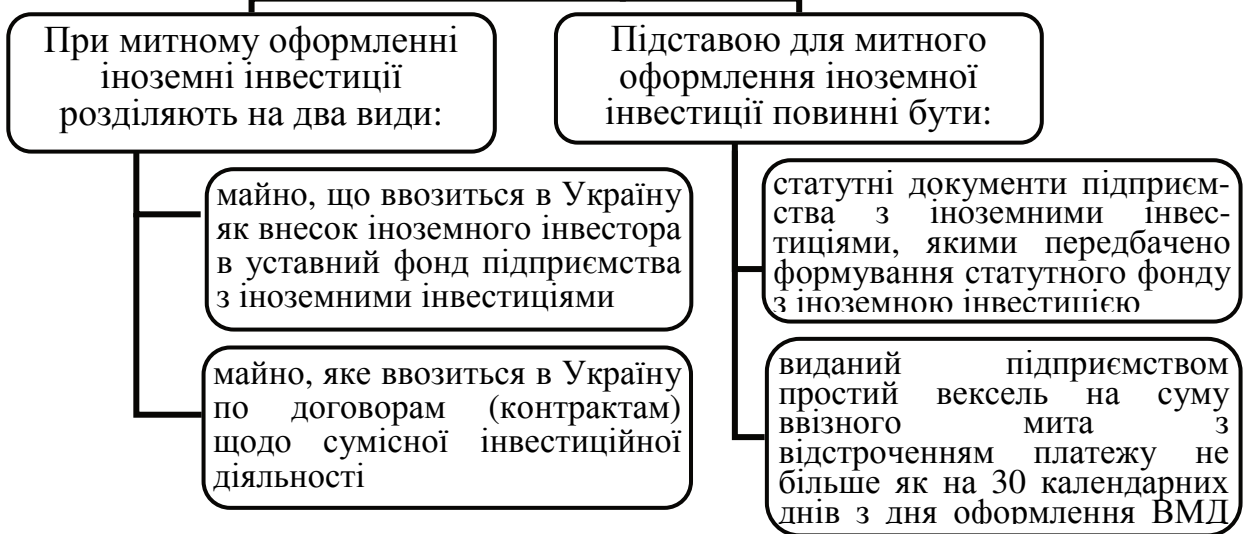 При митному оформленні
іноземні інвестиції
розділяють на два види:
майно, що ввозиться в Україну
як внесок іноземного інвестора
в уставний фонд підприємства
з іноземними інвестиціями
майно, яке ввозиться в Україну
по договорам (контрактам)
щодо сумісної інвестиційної
діяльності
Підставою для митного
оформлення іноземної
інвестиції повинні бути:
статутні документи підприєм-
ства з іноземними інвес-
тиціями, якими передбачено
формування статутного фонду
з іноземною інвестицією
виданий підприємством
простий вексель на суму
ввізного мита з
відстроченням платежу не
більше як на 30 календарних
днів з дня оформлення ВМД